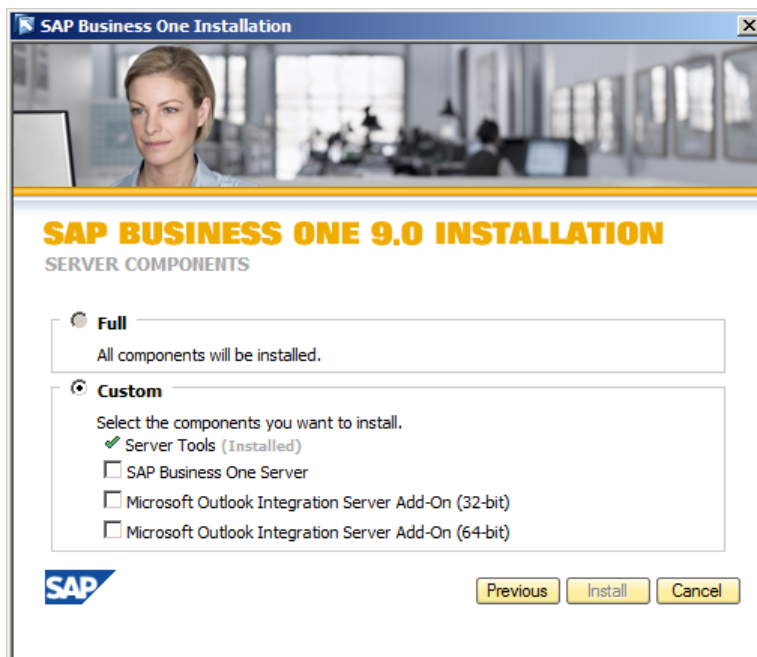 SAP Business One Installation
SAP BUSINESS ONE 9.0 INSTALLATION
SERVER COMPONENTS
Full
All components will be installed.
Custom
Select the components you want to install.
Server Tools (Installed)
SAP Business One Server
Microsoft Outlook Integration Server Add-On (32-bit)
Microsoft Outlook Integration Server Add-On (64-bit)
SAP
Previous Install Cancel